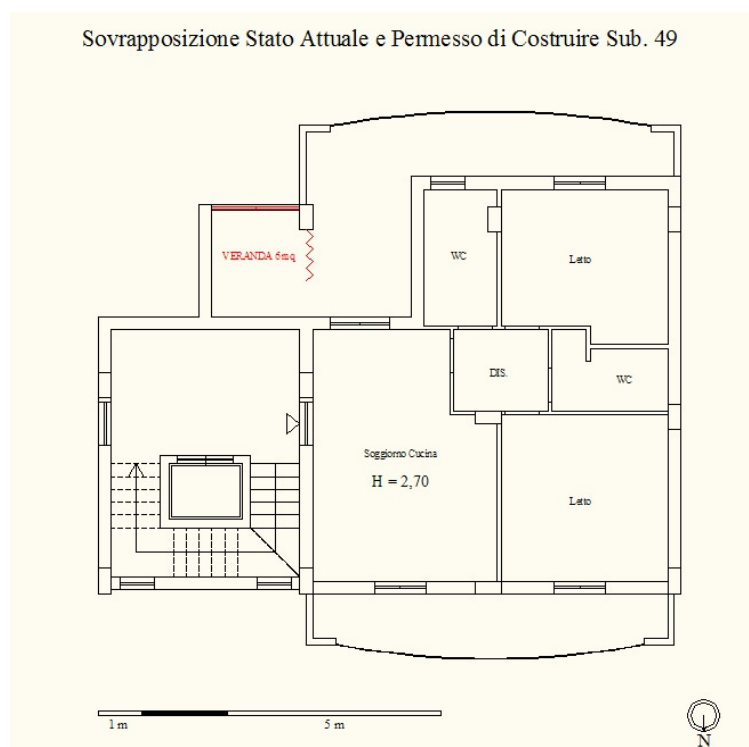 Sovrapposizione Stato Attuale e Permesso di Costruire Sub. 49
VERANDA 6mq
WC
Letto
DIS.
WC
Soggiorno Cucina
H = 2,70
Letto
1 m
5 m
N